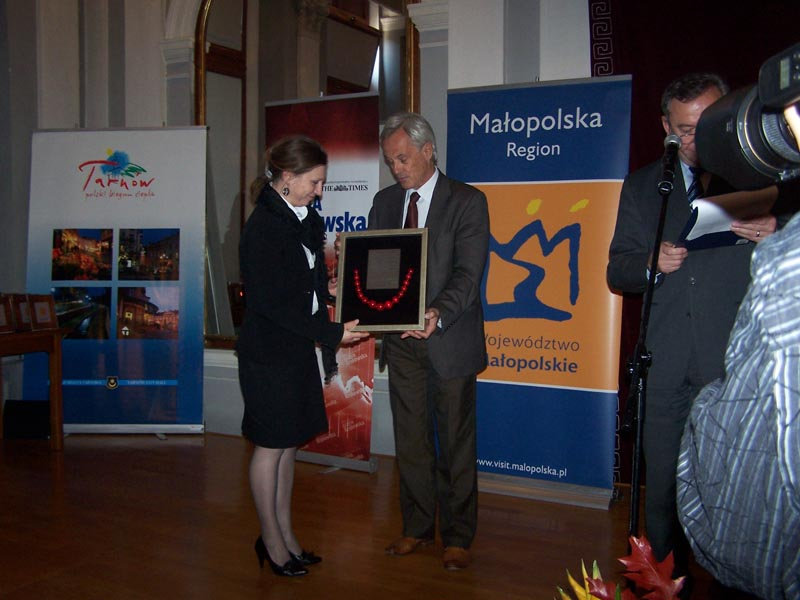 Tarnów
polski biegun ciepła
THE TIMES
wska
Małopolska
Region
Województwo
Małopolskie
www.visit.malopolska.pl